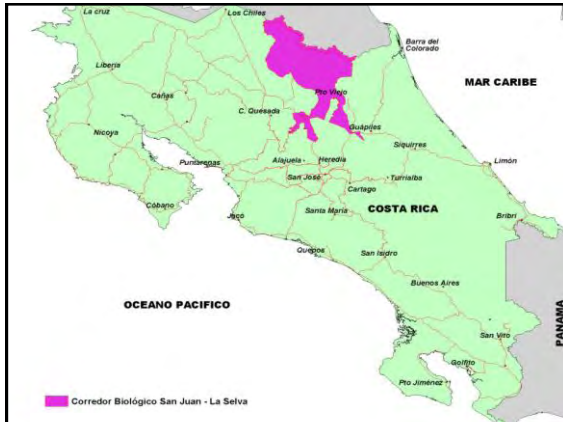 La cruz
Los Chiles
Barra del
Colorado
MAR CARIBE
Liberia
Pto Viejo
Cañas
C. Quesada
Guápiles
Nicoya
Siquirres
Limón
Puntarenas
Alajuela
Heredia
Turrialba
San José
Cartago
Cóbano
Jacó
Santa María
COSTA RICA
Bribri
Quepos
San Isidro
Buenos Aires
OCEANO PACIFICO
PANAMA
San Vito
Golfito
Pto Jiménez
Corredor Biológico San Juan - La Selva